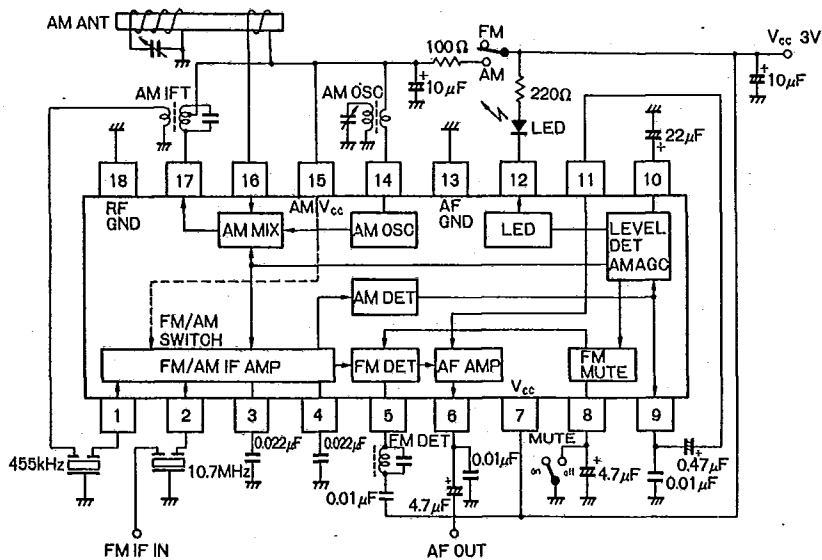 AM ANT
FM
100Ω
AM
Vcc 3V
10μF
10μF
AM IFT
AM OSC
220Ω
LED
22μF
18 17 16 15 14 13 12 11 10
RF GND
AM Vcc
AF GND
AM MIX
AM OSC
LED
LEVEL DET
AM AGC
AM DET
FM/AM SWITCH
FM/AM IF AMP
FM DET
AF AMP
FM MUTE
Vcc
1 2 3 4 5 6 7 8 9
0.022μF
0.022μF
FM DET
MUTE
455kHz
10.7MHz
0.01μF
on
off
0.47μF
0.01μF
4.7μF
4.7μF
0.01μF
FM IF IN
AF OUT